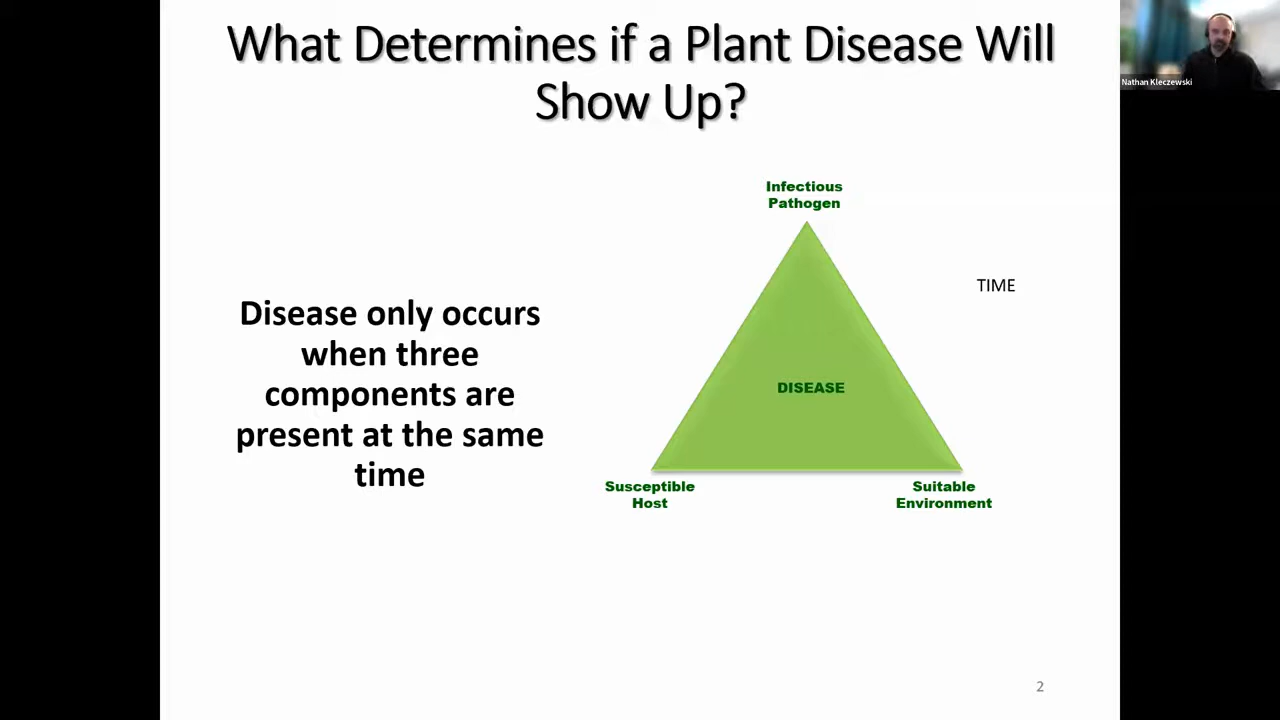 What Determines if a Plant Disease Will
Show Up?
Nathan Kleczewski
Infectious
Pathogen
TIME
Disease only occurs
when three
components are
present at the same
time
DISEASE
Susceptible
Host
Suitable
Environment
2